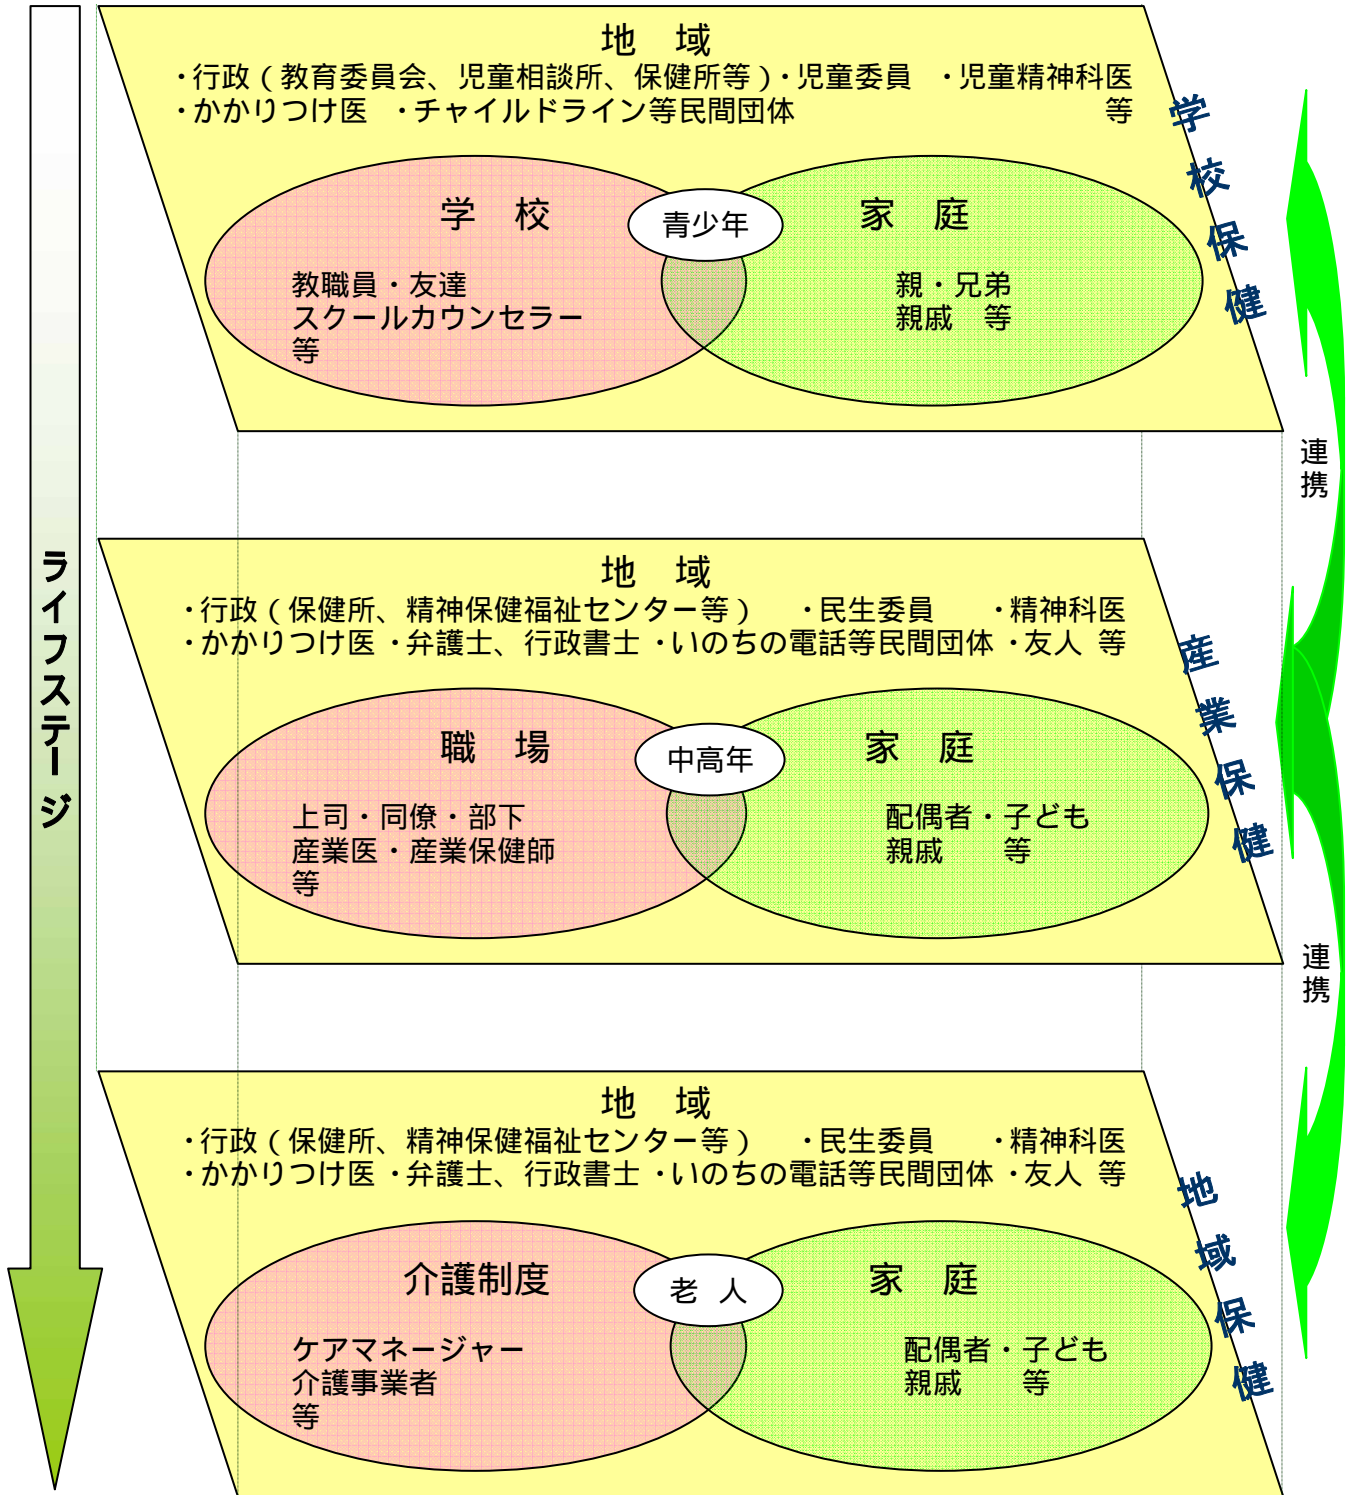 ライフステージ
地　域
・行政（教育委員会、児童相談所、保健所等）・児童委員　・児童精神科医
・かかりつけ医　・チャイルドライン等民間団体　等
学校保健
学　校
青少年
家　庭
教職員・友達
スクールカウンセラー
等
親・兄弟
親戚　等
連携
地　域
・行政（保健所、精神保健福祉センター等）　・民生委員　・精神科医
・かかりつけ医 ・弁護士、行政書士 ・いのちの電話等民間団体 ・友人 等
産業保健
職　場
中高年
家　庭
上司・同僚・部下
産業医・産業保健師
等
配偶者・子ども
親戚　等
連携
地　域
・行政（保健所、精神保健福祉センター等）　・民生委員　・精神科医
・かかりつけ医 ・弁護士、行政書士 ・いのちの電話等民間団体 ・友人 等
地域保健
介護制度
老 人
家　庭
ケアマネージャー
介護事業者
等
配偶者・子ども
親戚　等